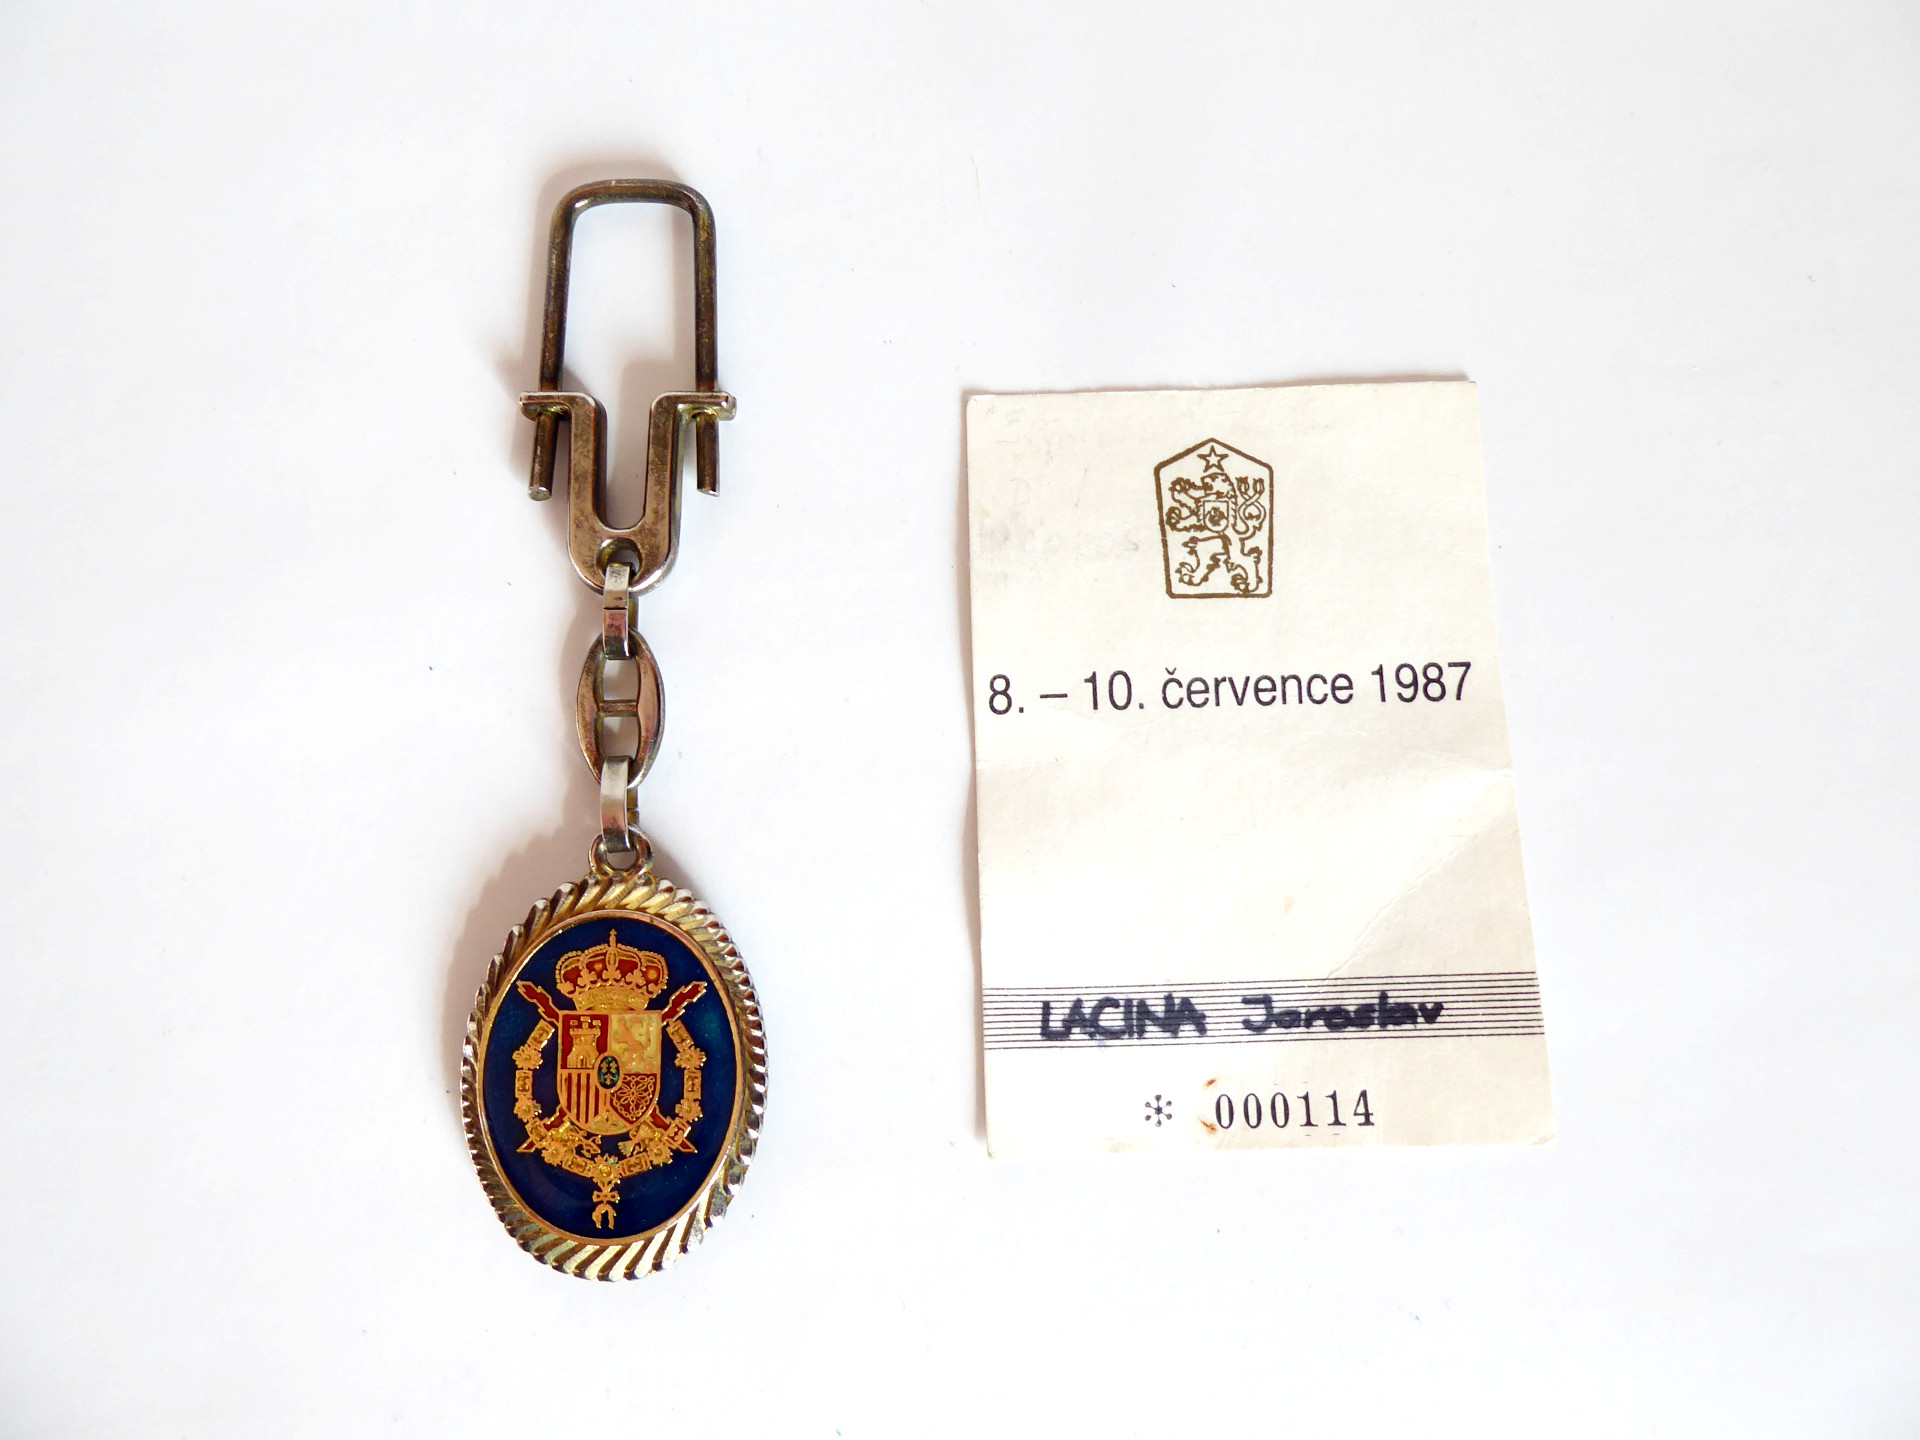 8. – 10. července 1987
LACINA Jaroslav
* 000114